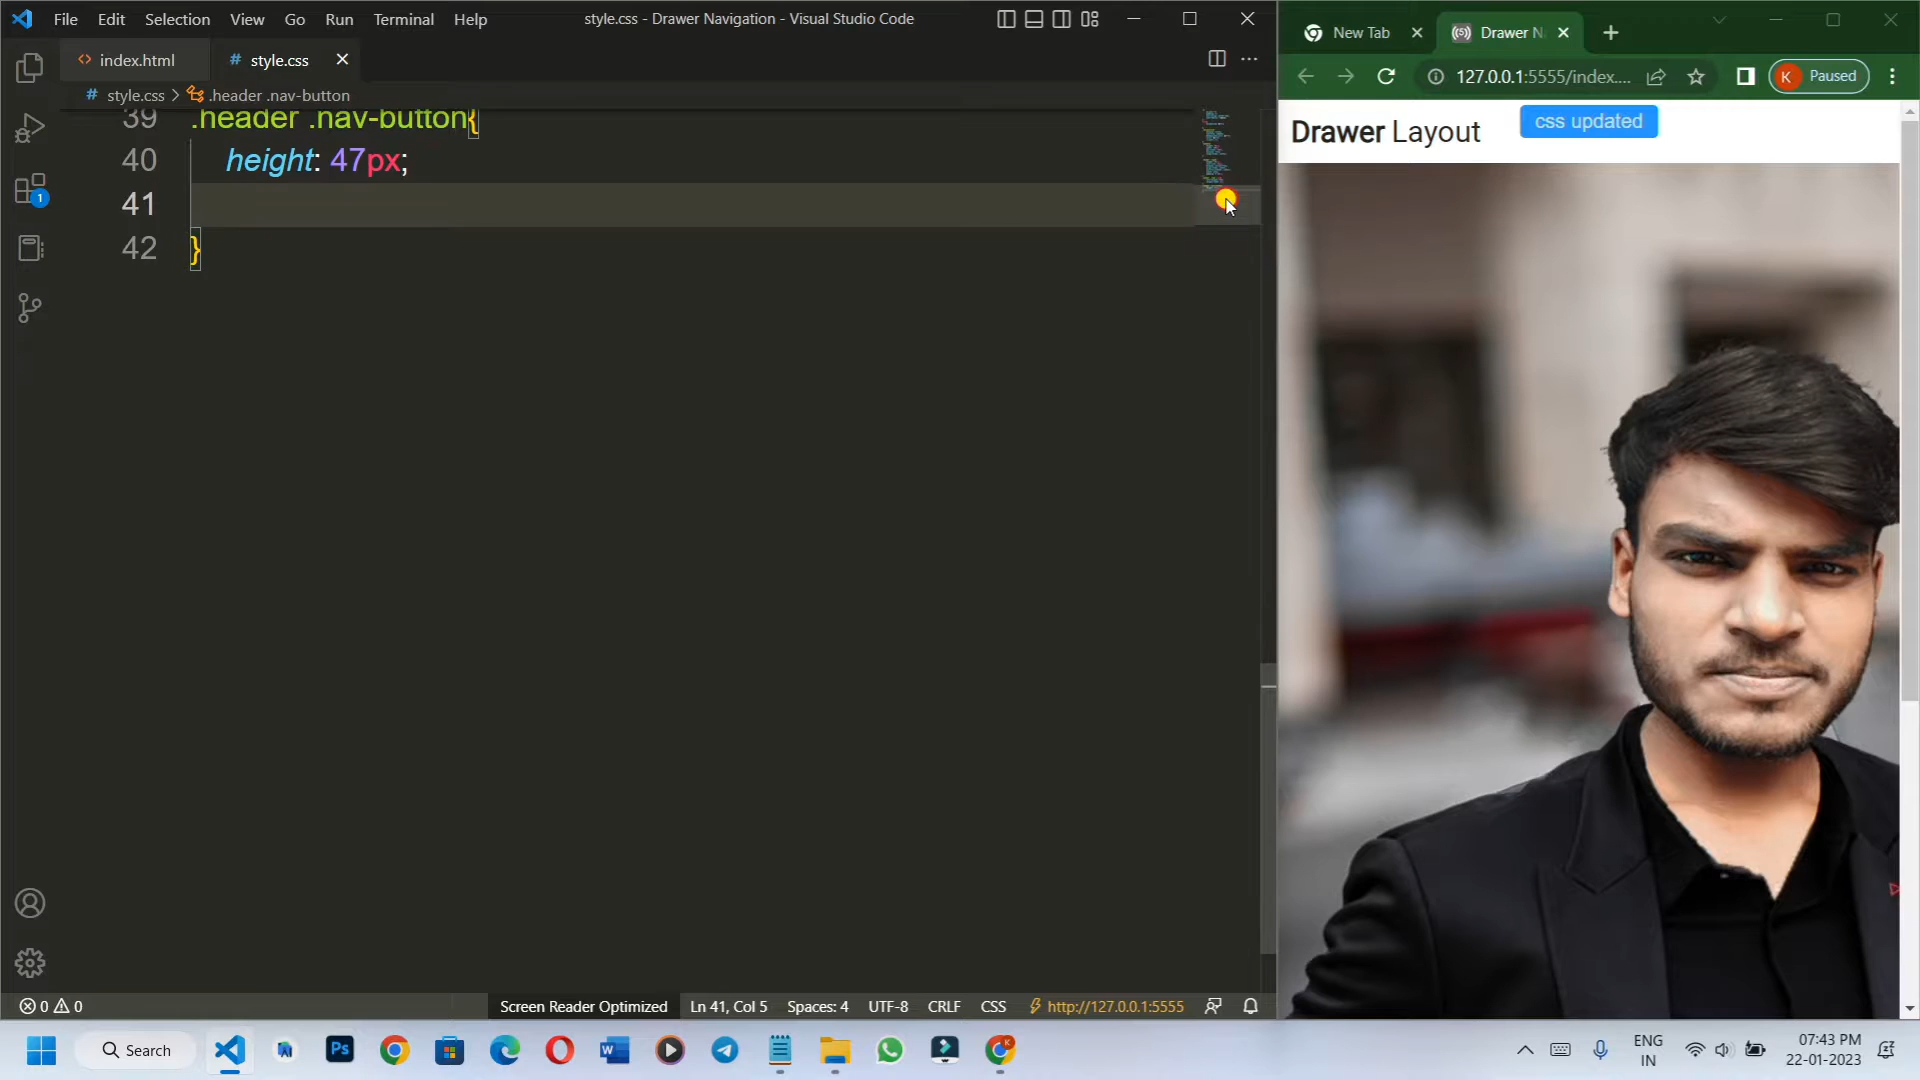 File Edit Selection View Go Run Terminal Help
style.css - Drawer Navigation - Visual Studio Code
index.html
# style.css
# style.css > .header .nav-button
39 .header .nav-button{
40 height: 47px;
41
42 }
1
0 0
Screen Reader Optimized Ln 41, Col 5 Spaces: 4 UTF-8 CRLF CSS http://127.0.0.1:5555
New Tab
Drawer N
127.0.0.1:5555/index....
K Paused
Drawer Layout
css updated
Search
Ps
W
K
ENG
IN
07:43 PM
22-01-2023